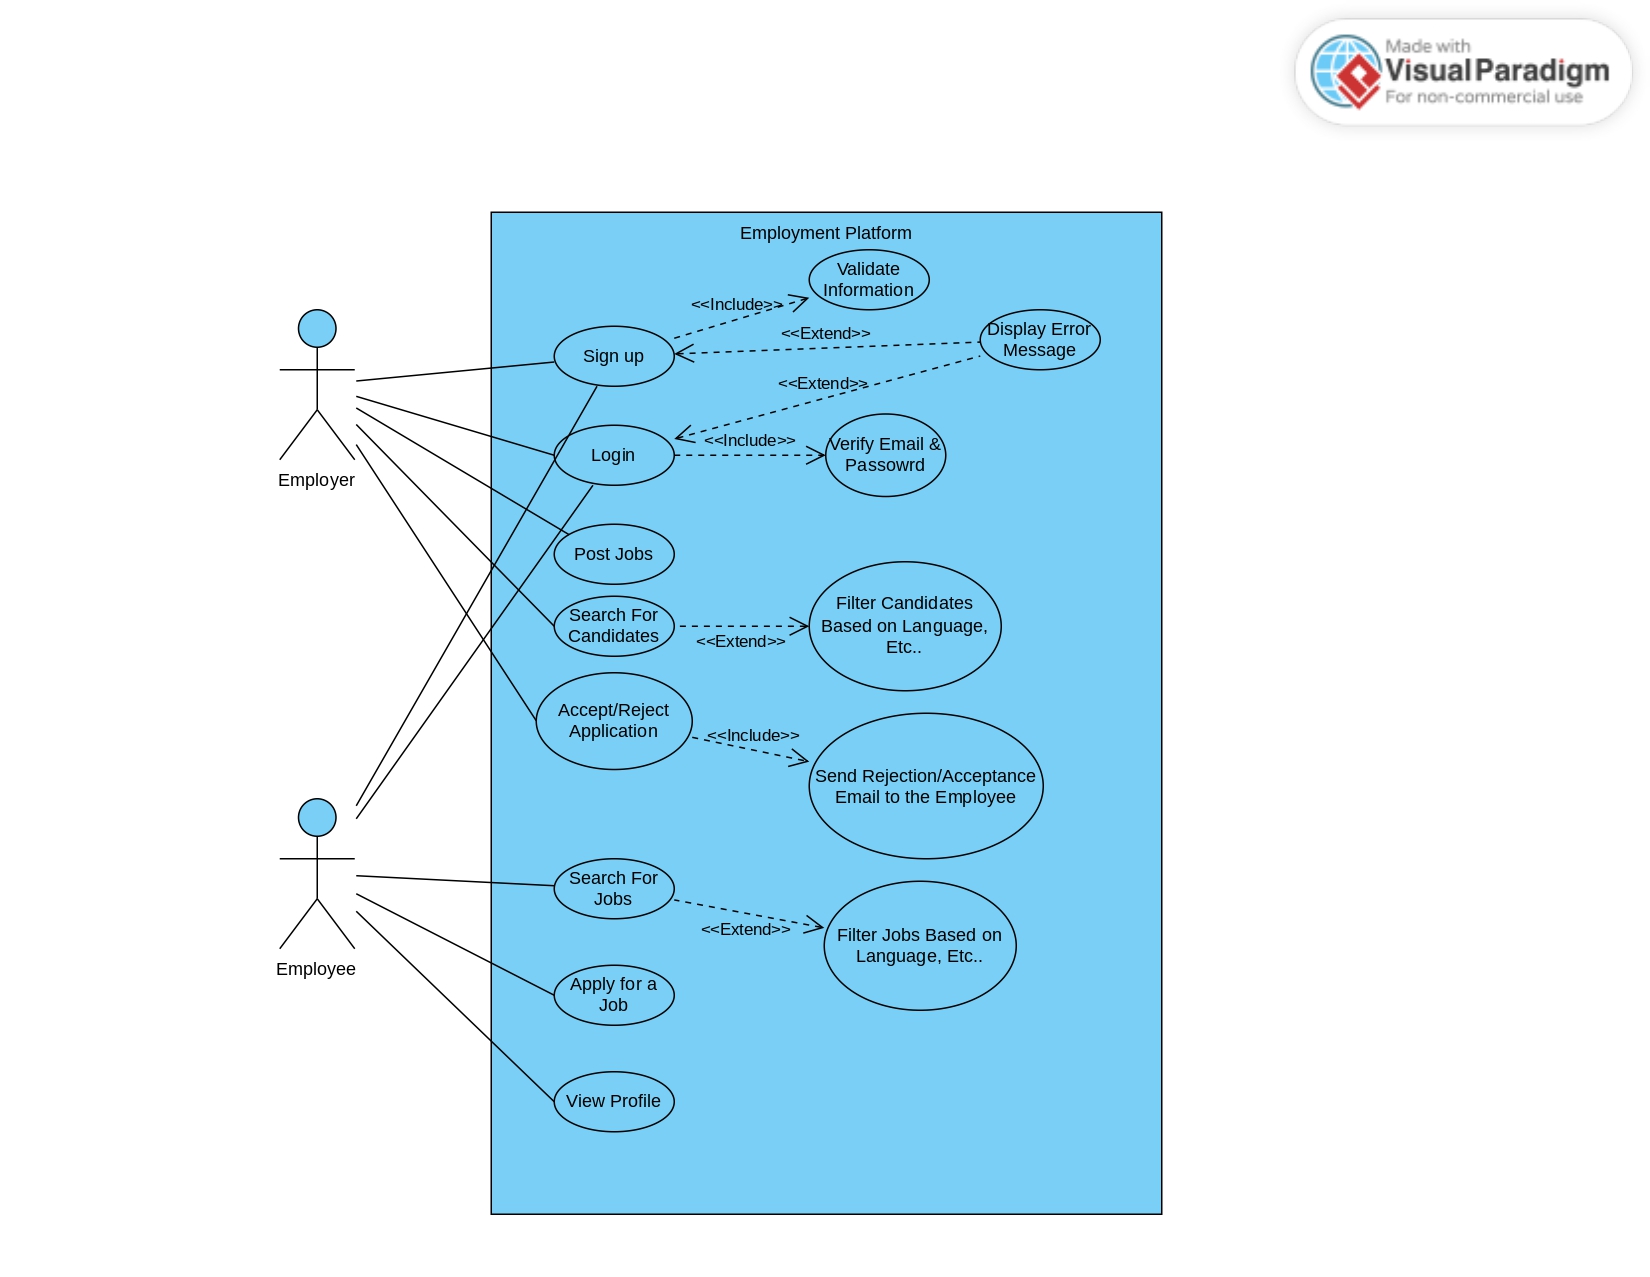 Made with
Visual Paradigm
For non-commercial use
Employment Platform
Validate
Information
<<Include>>
Display Error
Message
<<Extend>>
Sign up
<<Extend>>
Verify Email &
Passowrd
<<Include>>
Login
Employer
Post Jobs
Filter Candidates
Based on Language,
Etc..
Search For
Candidates
<<Extend>>
Accept/Reject
Application
<<Include>>
Send Rejection/Acceptance
Email to the Employee
Search For
Jobs
<<Extend>>
Filter Jobs Based on
Language, Etc..
Employee
Apply for a
Job
View Profile